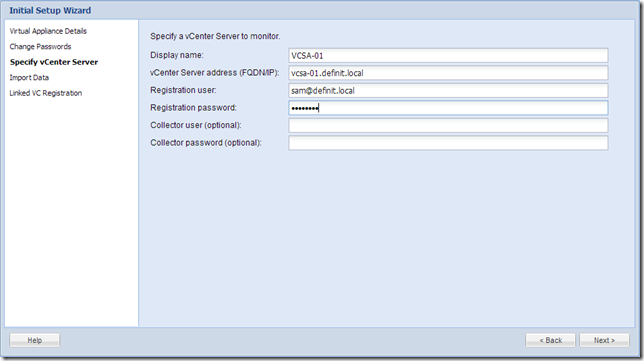 Initial Setup Wizard
Virtual Appliance Details
Change Passwords
Specify vCenter Server
Import Data
Linked VC Registration
Specify a vCenter Server to monitor.
Display name: VCSA-01
vCenter Server address (FQDN/IP): vcsa-01.definit.local
Registration user: sam@definit.local
Registration password: ••••••••
Collector user (optional):
Collector password (optional):
Help
< Back
Next >